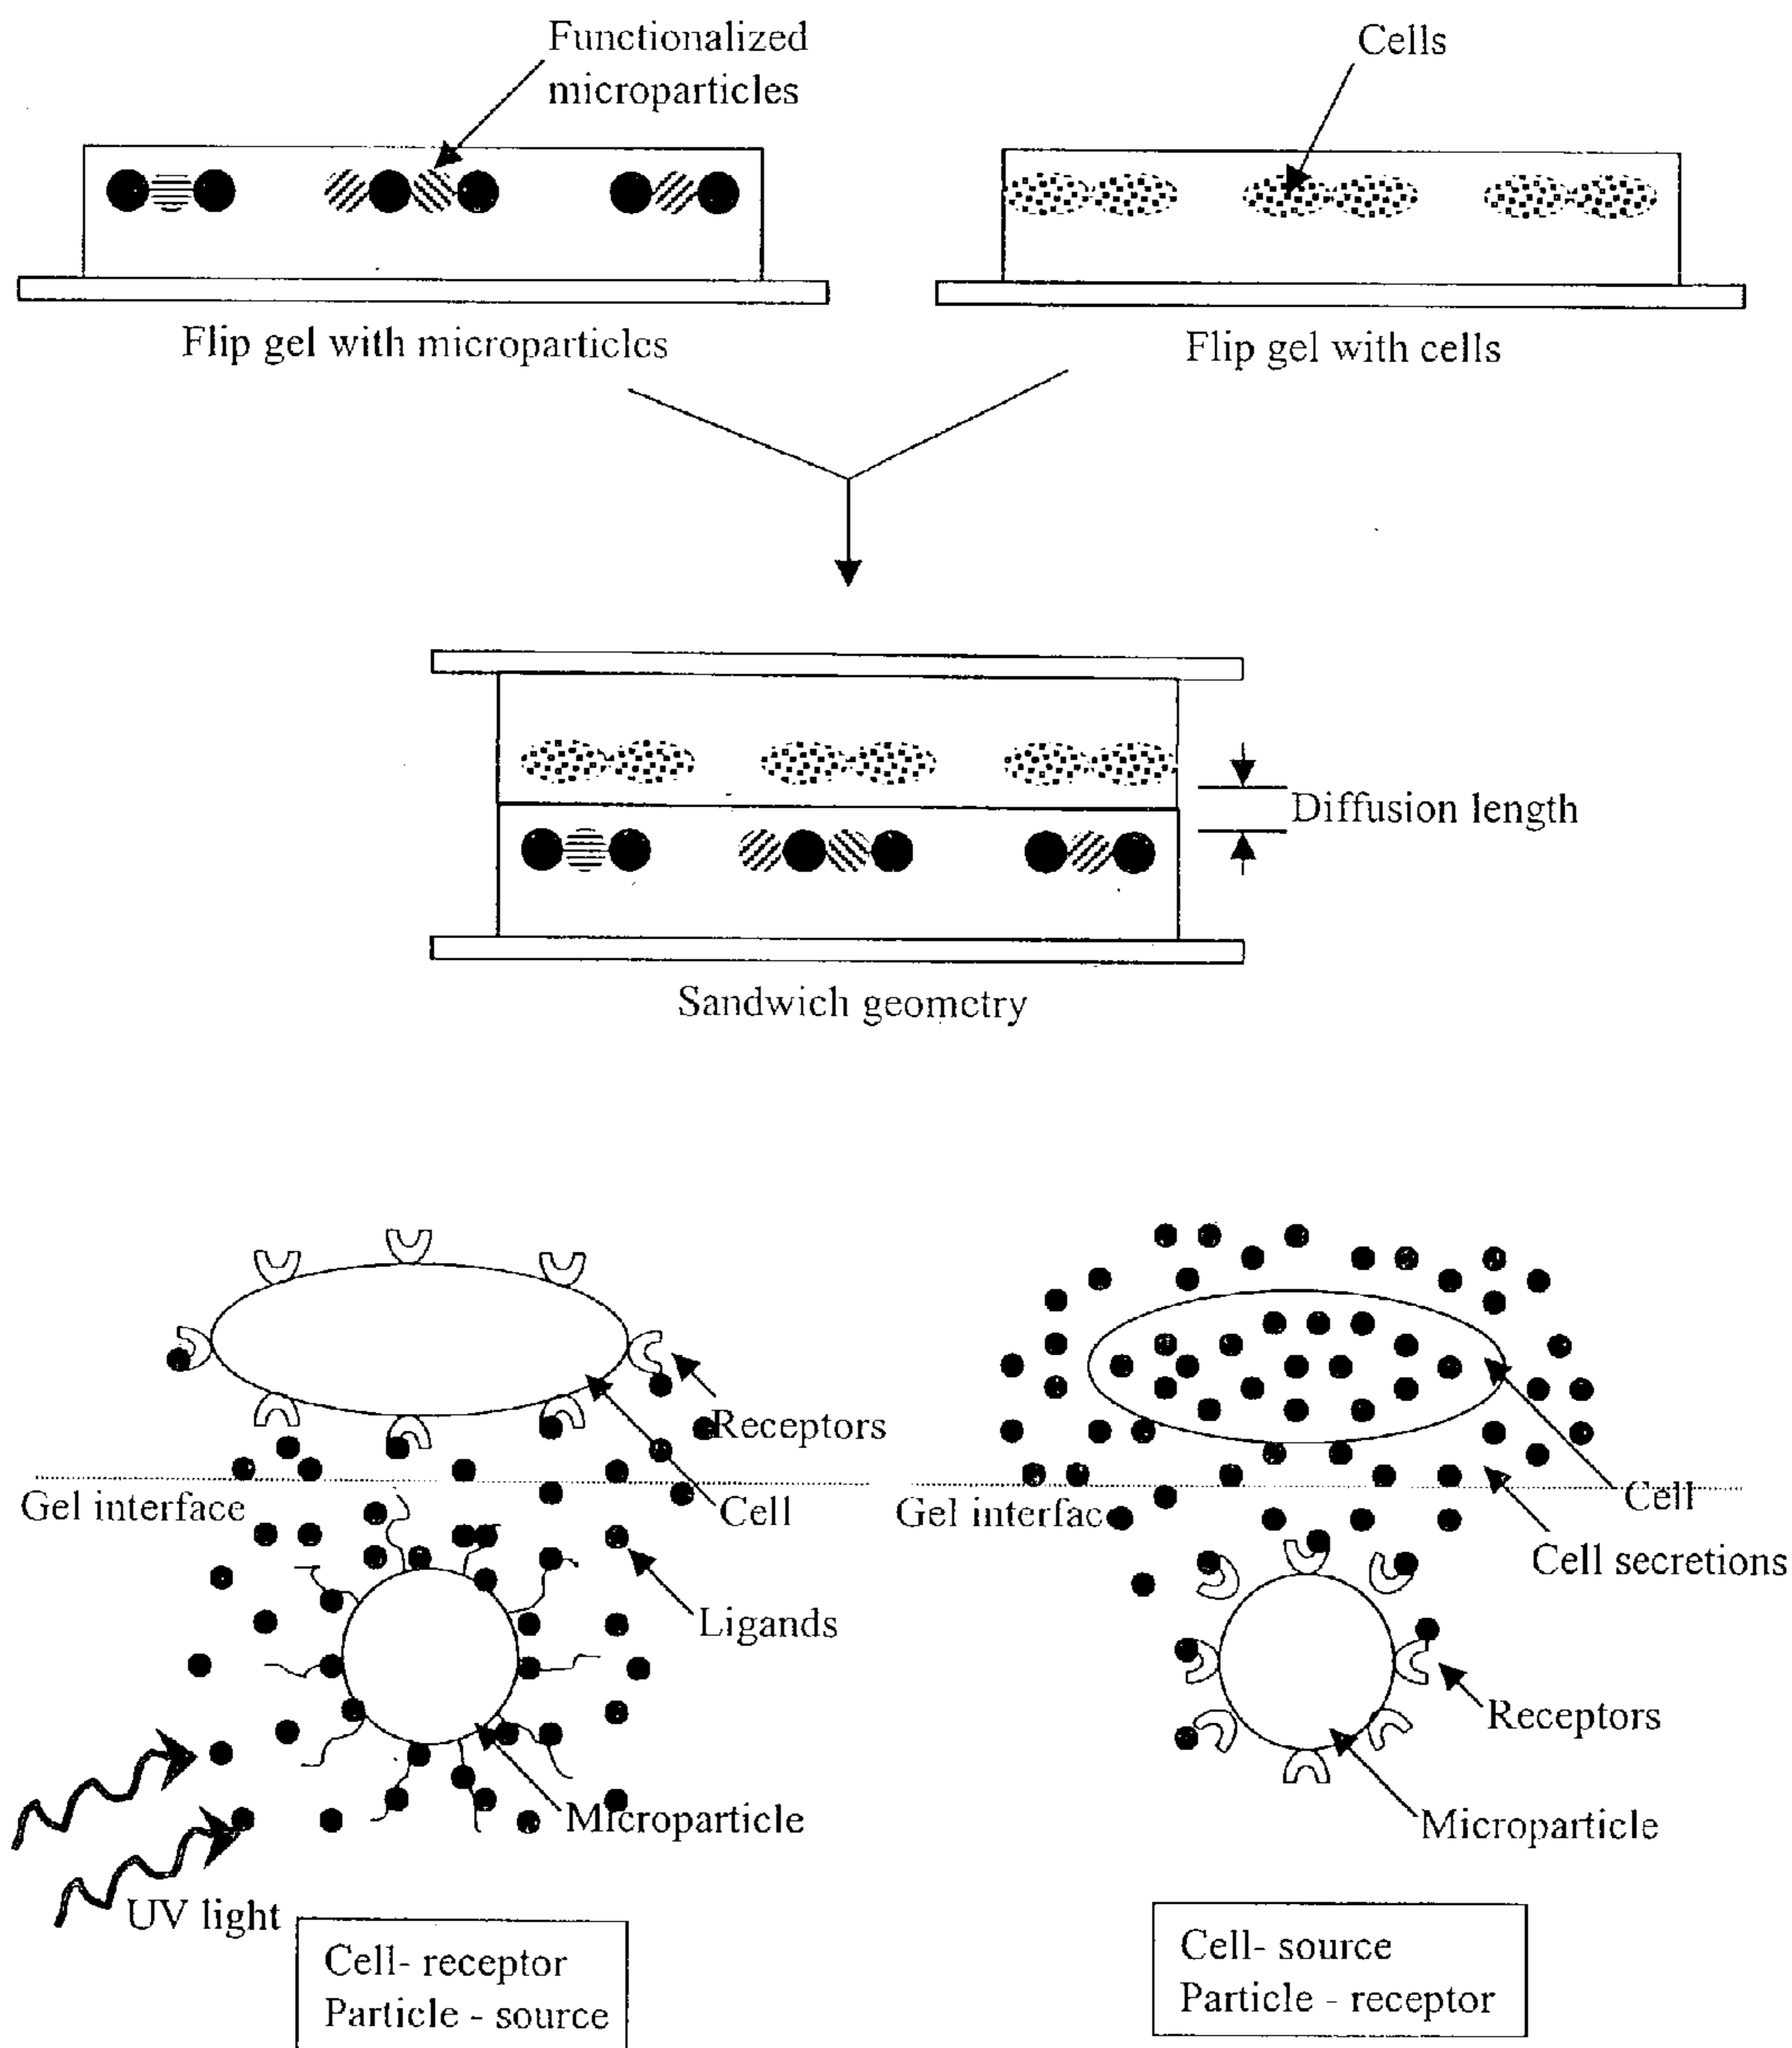 Functionalized
microparticles
Cells
Flip gel with microparticles
Flip gel with cells
Diffusion length
Sandwich geometry
Receptors
Gel interface
Cell
Ligands
Microparticle
UV light
Cell- receptor
Particle - source
Gel interface
Cell
Cell secretions
Receptors
Microparticle
Cell- source
Particle - receptor